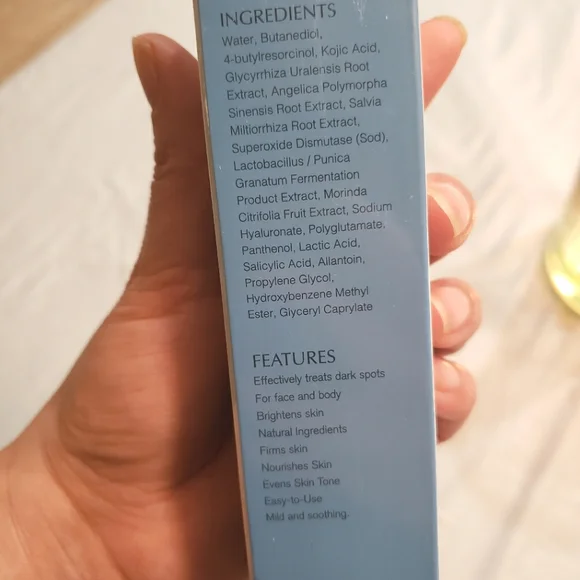 INGREDIENTS
Water, Butanediol,
4-butylresorcinol, Kojic Acid,
Glycyrrhiza Uralensis Root
Extract, Angelica Polymorpha
Sinensis Root Extract, Salvia
Miltiorrhiza Root Extract,
Superoxide Dismutase (Sod),
Lactobacillus / Punica
Granatum Fermentation
Product Extract, Morinda
Citrifolia Fruit Extract, Sodium
Hyaluronate, Polyglutamate,
Panthenol, Lactic Acid,
Salicylic Acid, Allantoin,
Propylene Glycol,
Hydroxybenzene Methyl
Ester, Glyceryl Caprylate
FEATURES
Effectively treats dark spots
For face and body
Brightens skin
Natural Ingredients
Firms skin
Nourishes Skin
Evens Skin Tone
Easy-to-Use
Mild and soothing.